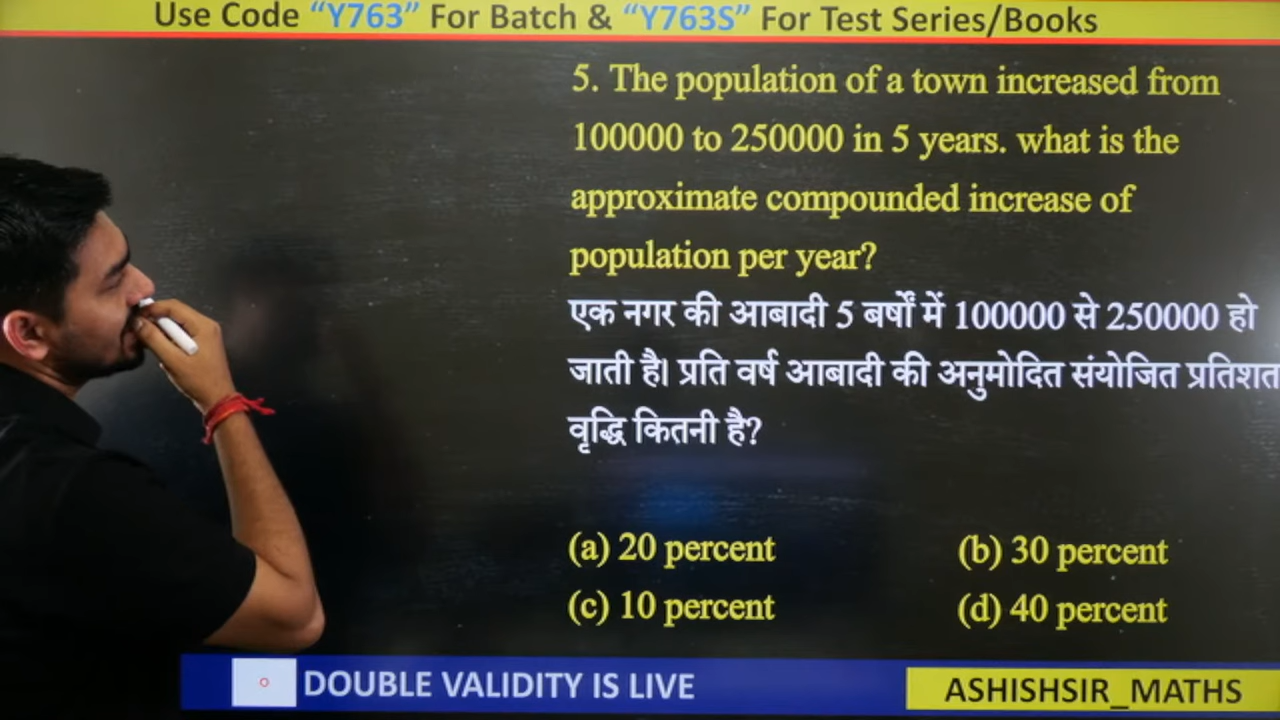 Use Code “Y763” For Batch & “Y763S” For Test Series/Books
5. The population of a town increased from
100000 to 250000 in 5 years. what is the
approximate compounded increase of
population per year?
एक नगर की आबादी 5 बर्षों में 100000 से 250000 हो
जाती है। प्रति वर्ष आबादी की अनुमोदित संयोजित प्रतिशत
वृद्धि कितनी है?
(a) 20 percent (b) 30 percent
(c) 10 percent (d) 40 percent
DOUBLE VALIDITY IS LIVE
ASHISHSIR_MATHS